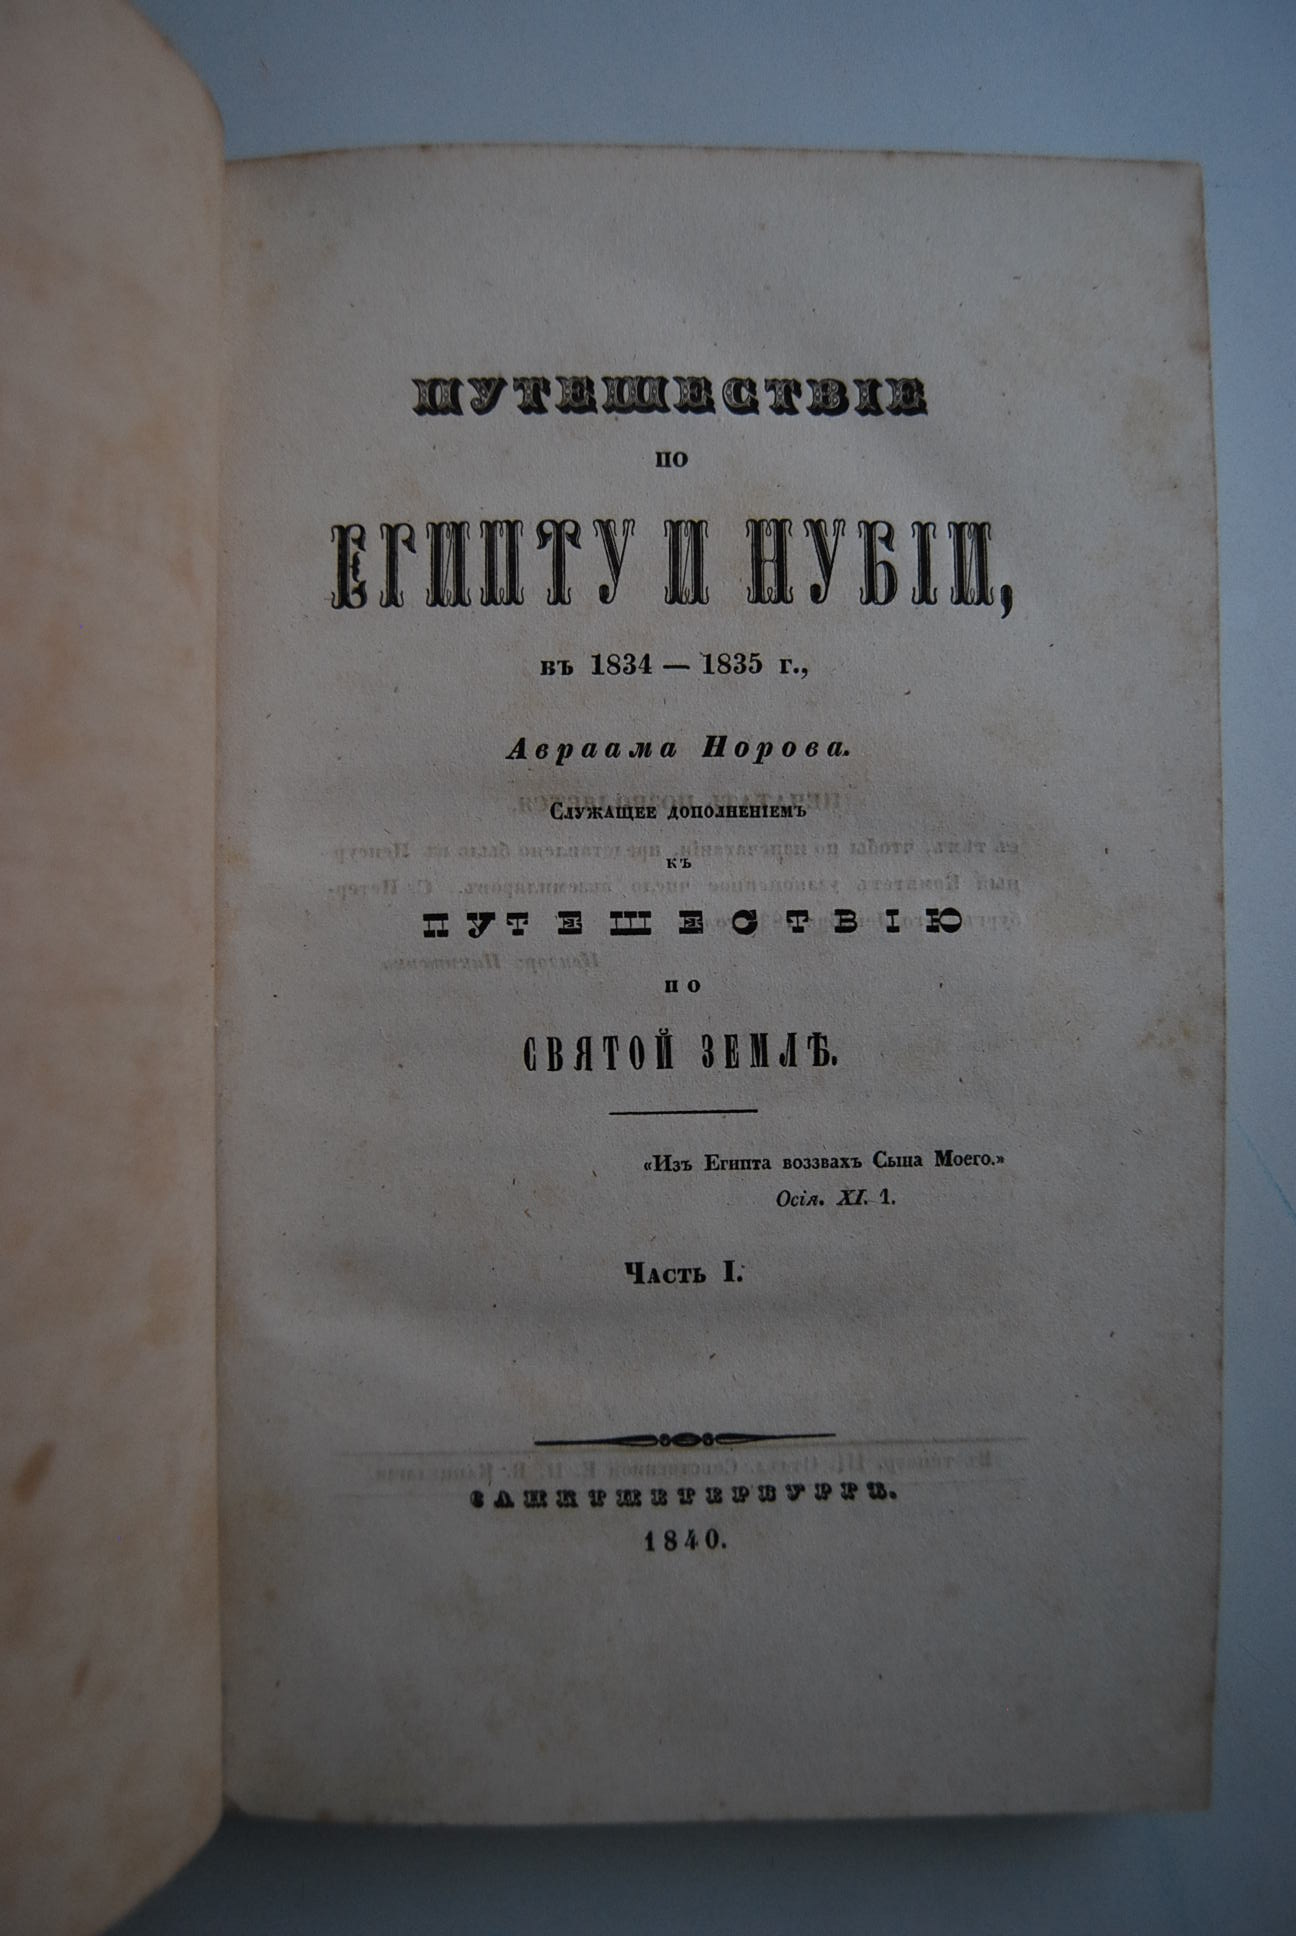 ПУТЕШЕСТВІЕ
ПО
ЕГИПТУ И НУБІИ,
въ 1834 — 1835 г.,
Авраама Норова.
Служащее дополненіемъ
къ
ПУТЕШЕСТВІЮ
ПО
СВЯТОЙ ЗЕМЛѢ.
«Изъ Египта воззвахъ Сына Моего.»
Осія. XI. 1.
Часть I.
САНКТПЕТЕРБУРГЪ.
1840.